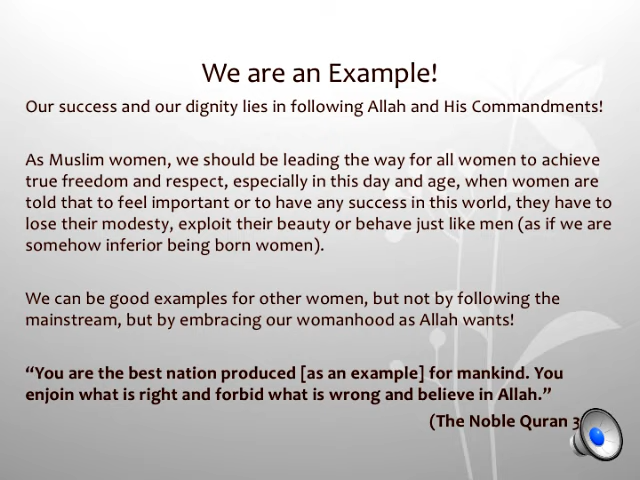 We are an Example!
Our success and our dignity lies in following Allah and His Commandments!
As Muslim women, we should be leading the way for all women to achieve
true freedom and respect, especially in this day and age, when women are
told that to feel important or to have any success in this world, they have to
lose their modesty, exploit their beauty or behave just like men (as if we are
somehow inferior being born women).
We can be good examples for other women, but not by following the
mainstream, but by embracing our womanhood as Allah wants!
“You are the best nation produced [as an example] for mankind. You
enjoin what is right and forbid what is wrong and believe in Allah.”
(The Noble Quran 3